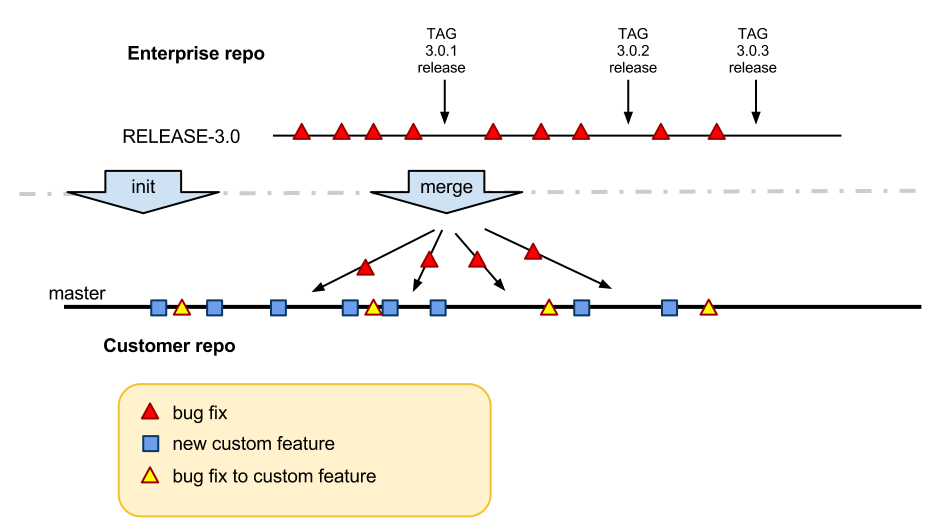 Enterprise repo
TAG
3.0.1
release
TAG
3.0.2
release
TAG
3.0.3
release
RELEASE-3.0
init
merge
master
Customer repo
bug fix
new custom feature
bug fix to custom feature